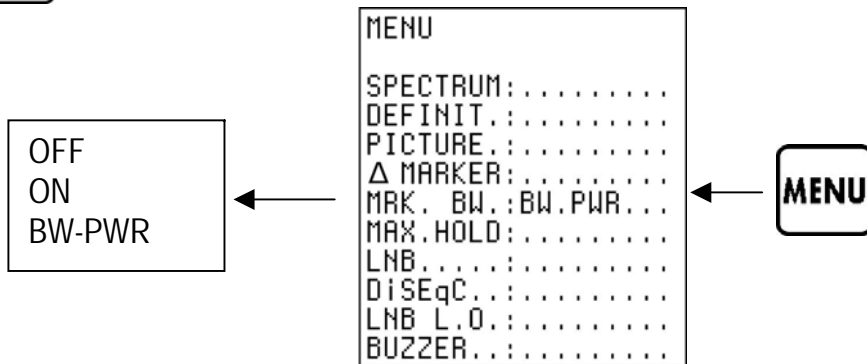 OFF
ON
BW-PWR
MENU
SPECTRUM:.........
DEFINIT.:.........
PICTURE.:.........
Δ MARKER:.........
MRK. BW.:BW.PWR...
MAX.HOLD:.........
LNB.....:.........
DiSEqC..:.........
LNB L.O.:.........
BUZZER..:.........
MENU